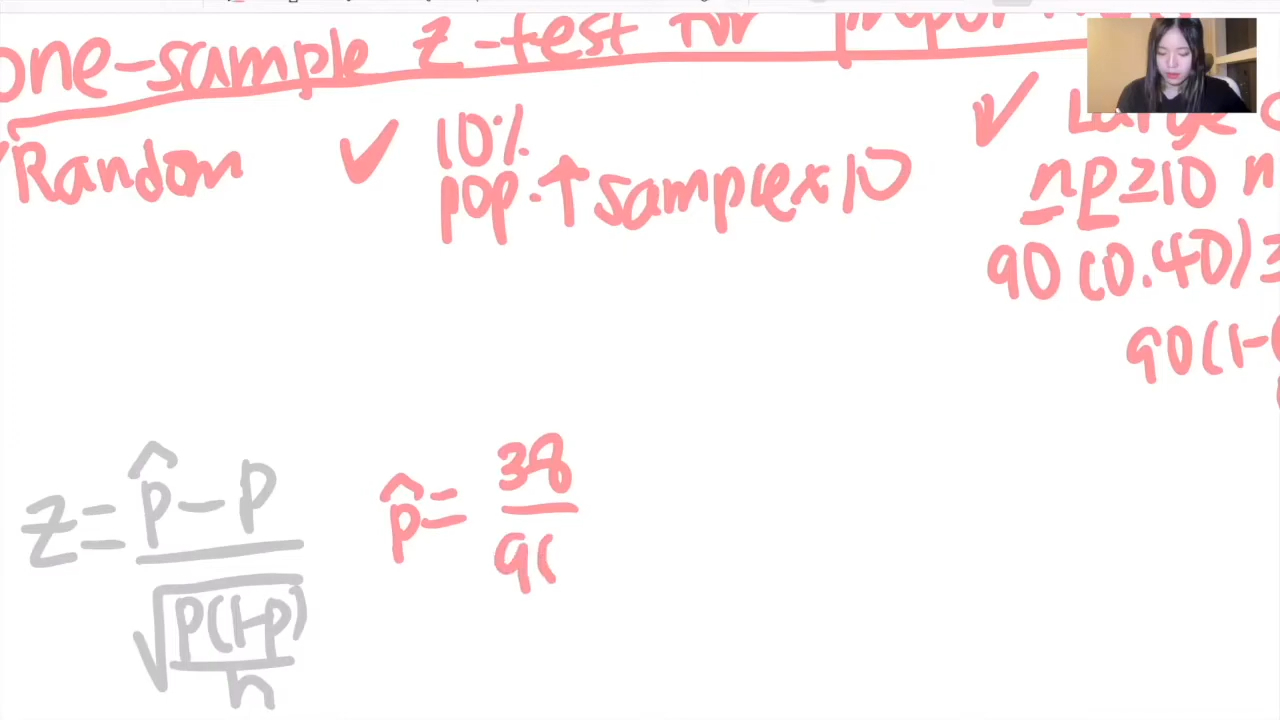 one-sample z-test for
✓ Random
✓ 10%
pop. ↑ sample x 10
✓ Large
np ≥ 10 n
90 (0.40) ≥
90(1-
z = p̂ - p
√p(1-p)
n
p̂ = 38
9(